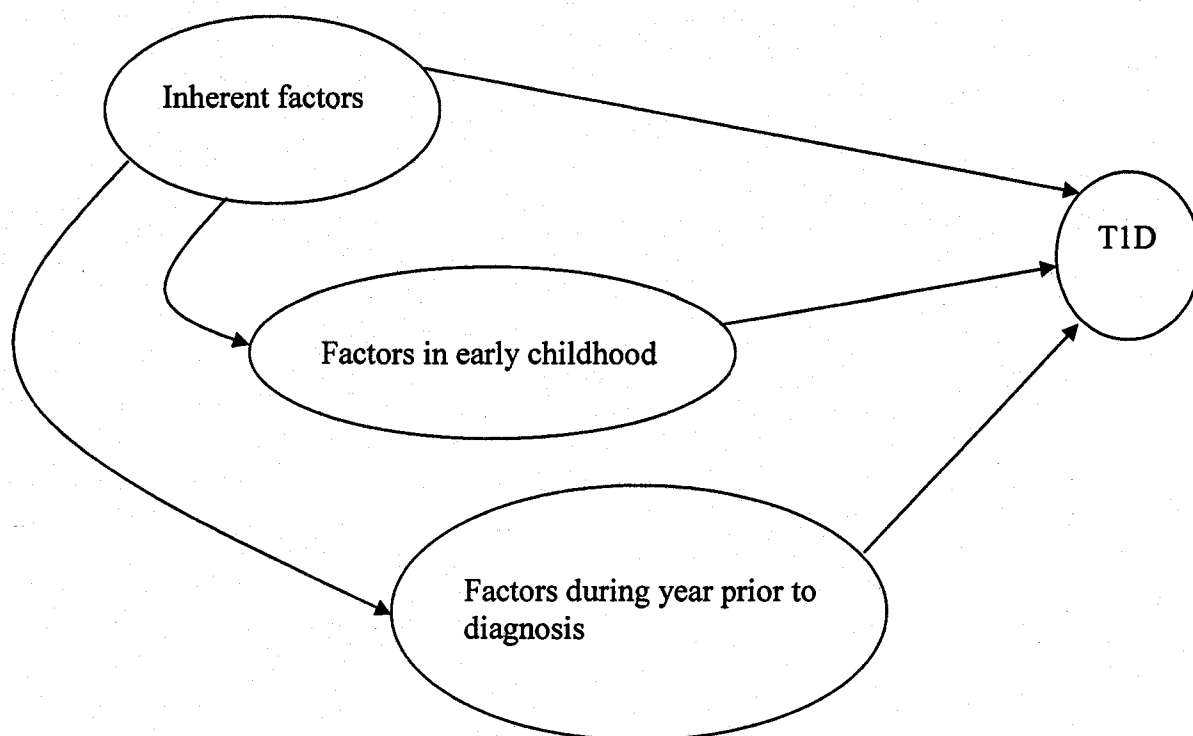 Inherent factors
T1D
Factors in early childhood
Factors during year prior to
diagnosis